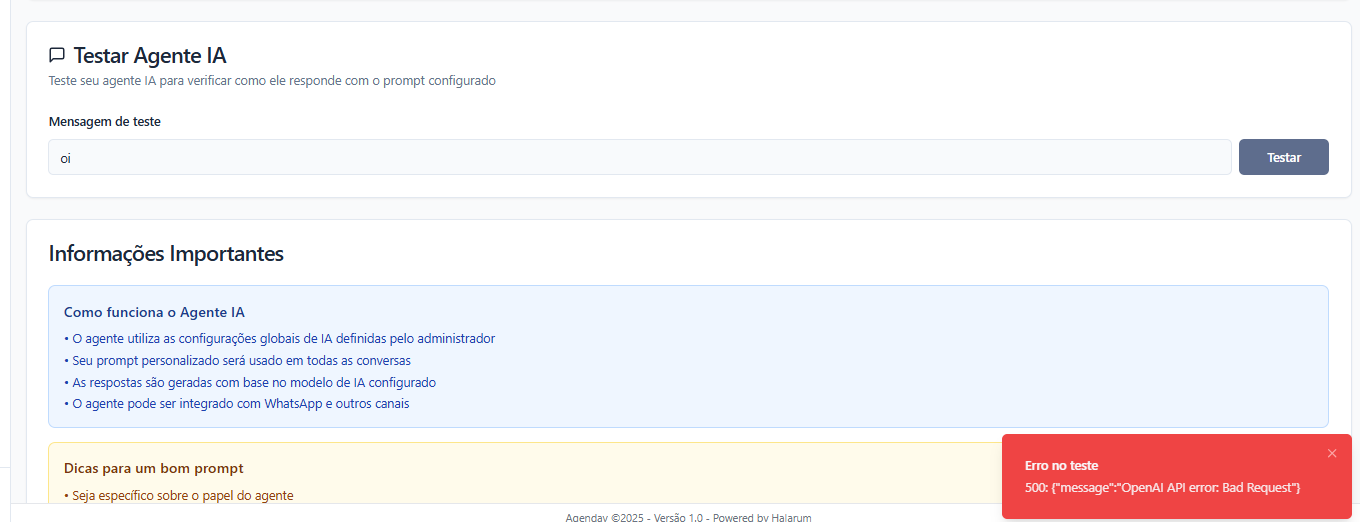 Testar Agente IA
Teste seu agente IA para verificar como ele responde com o prompt configurado
Mensagem de teste
oi
Testar
Informações Importantes
Como funciona o Agente IA
• O agente utiliza as configurações globais de IA definidas pelo administrador
• Seu prompt personalizado será usado em todas as conversas
• As respostas são geradas com base no modelo de IA configurado
• O agente pode ser integrado com WhatsApp e outros canais
Dicas para um bom prompt
• Seja específico sobre o papel do agente
Erro no teste
500: {"message":"OpenAI API error: Bad Request"}
Agenday ©2025 - Versão 1.0 - Powered by Halarum